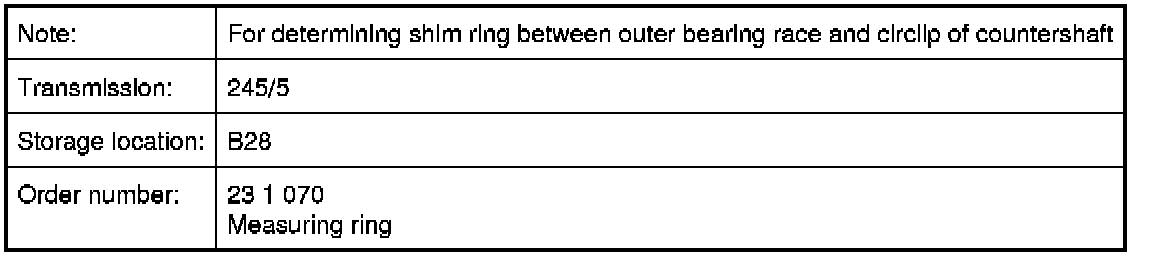 Note: For determining shim ring between outer bearing race and circlip of countershaft
Transmission: 245/5
Storage location: B28
Order number: 23 1 070
Measuring ring